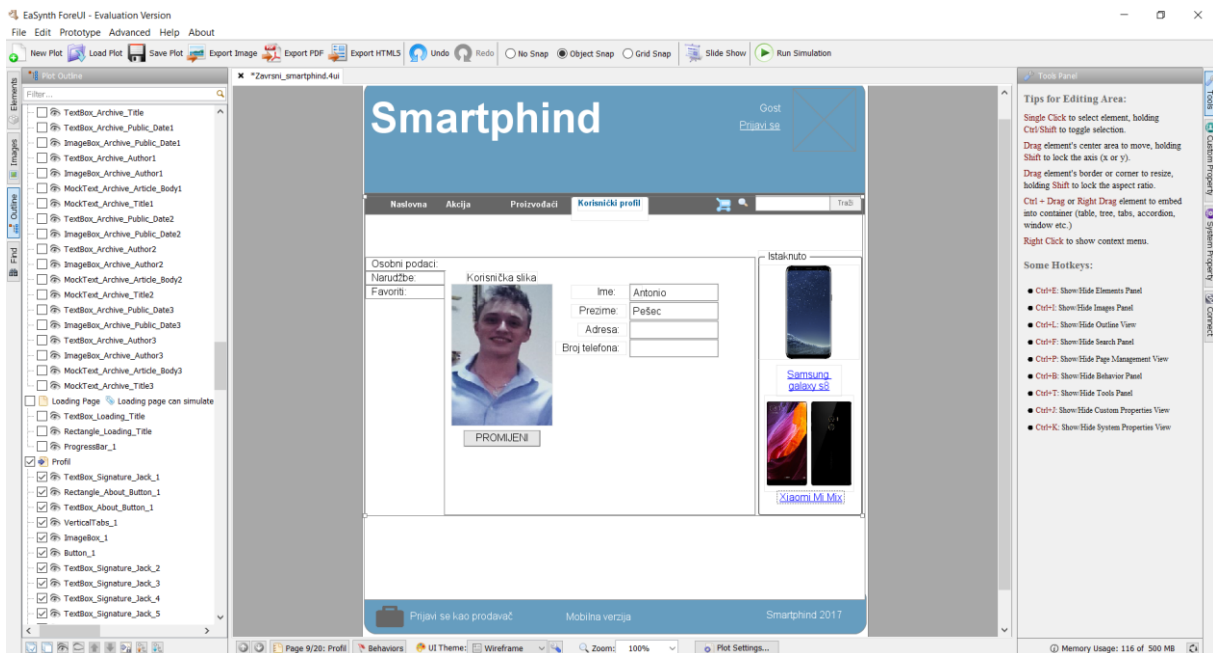 EaSynth ForeUI - Evaluation Version
File Edit Prototype Advanced Help About
New Plot Load Plot Save Plot Export Image Export PDF Export HTML5 Undo Redo No Snap Object Snap Grid Snap Slide Show Run Simulation
Elements
Images
Outline
Find
Plot Outline
Filter...
TextBox_Archive_Title
TextBox_Archive_Public_Date1
ImageBox_Archive_Public_Date1
TextBox_Archive_Author1
ImageBox_Archive_Author1
MockText_Archive_Article_Body1
MockText_Archive_Title1
TextBox_Archive_Public_Date2
ImageBox_Archive_Public_Date2
TextBox_Archive_Author2
ImageBox_Archive_Author2
MockText_Archive_Article_Body2
MockText_Archive_Title2
TextBox_Archive_Public_Date3
ImageBox_Archive_Public_Date3
TextBox_Archive_Author3
ImageBox_Archive_Author3
MockText_Archive_Article_Body3
MockText_Archive_Title3
Loading Page Loading page can simulate
TextBox_Loading_Title
Rectangle_Loading_Title
ProgressBar_1
Profil
TextBox_Signature_Jack_1
Rectangle_About_Button_1
TextBox_About_Button_1
VerticalTabs_1
ImageBox_1
Button_1
TextBox_Signature_Jack_2
TextBox_Signature_Jack_3
TextBox_Signature_Jack_4
TextBox_Signature_Jack_5
*Zavrsni_smartphind.4ui
Smartphind
Gost
Prijavi se
Naslovna Akcija Proizvođači Korisnički profil Traži
Osobni podaci:
Narudžbe:
Favoriti:
Korisnička slika
PROMIJENI
Ime: Antonio
Prezime: Pešec
Adresa:
Broj telefona:
Istaknuto
Samsung
galaxy s8
Xiaomi Mi Mix
Prijavi se kao prodavač Mobilna verzija Smartphind 2017
Tools Panel
Tips for Editing Area:
Single Click to select element, holding
Ctrl/Shift to toggle selection.
Drag element's center area to move, holding
Shift to lock the axis (x or y).
Drag element's border or corner to resize,
holding Shift to lock the aspect ratio.
Ctrl + Drag or Right Drag element to embed
into container (table, tree, tabs, accordion,
window etc.)
Right Click to show context menu.
Some Hotkeys:
Ctrl+E: Show/Hide Elements Panel
Ctrl+I: Show/Hide Images Panel
Ctrl+L: Show/Hide Outline View
Ctrl+F: Show/Hide Search Panel
Ctrl+P: Show/Hide Page Management View
Ctrl+B: Show/Hide Behavior Panel
Ctrl+T: Show/Hide Tools Panel
Ctrl+J: Show/Hide Custom Properties View
Ctrl+K: Show/Hide System Properties View
Tools
Custom Property
System Property
Connect
Page 9/20: Profil Behaviors UI Theme: Wireframe Zoom: 100% Plot Settings... Memory Usage: 116 of 500 MB